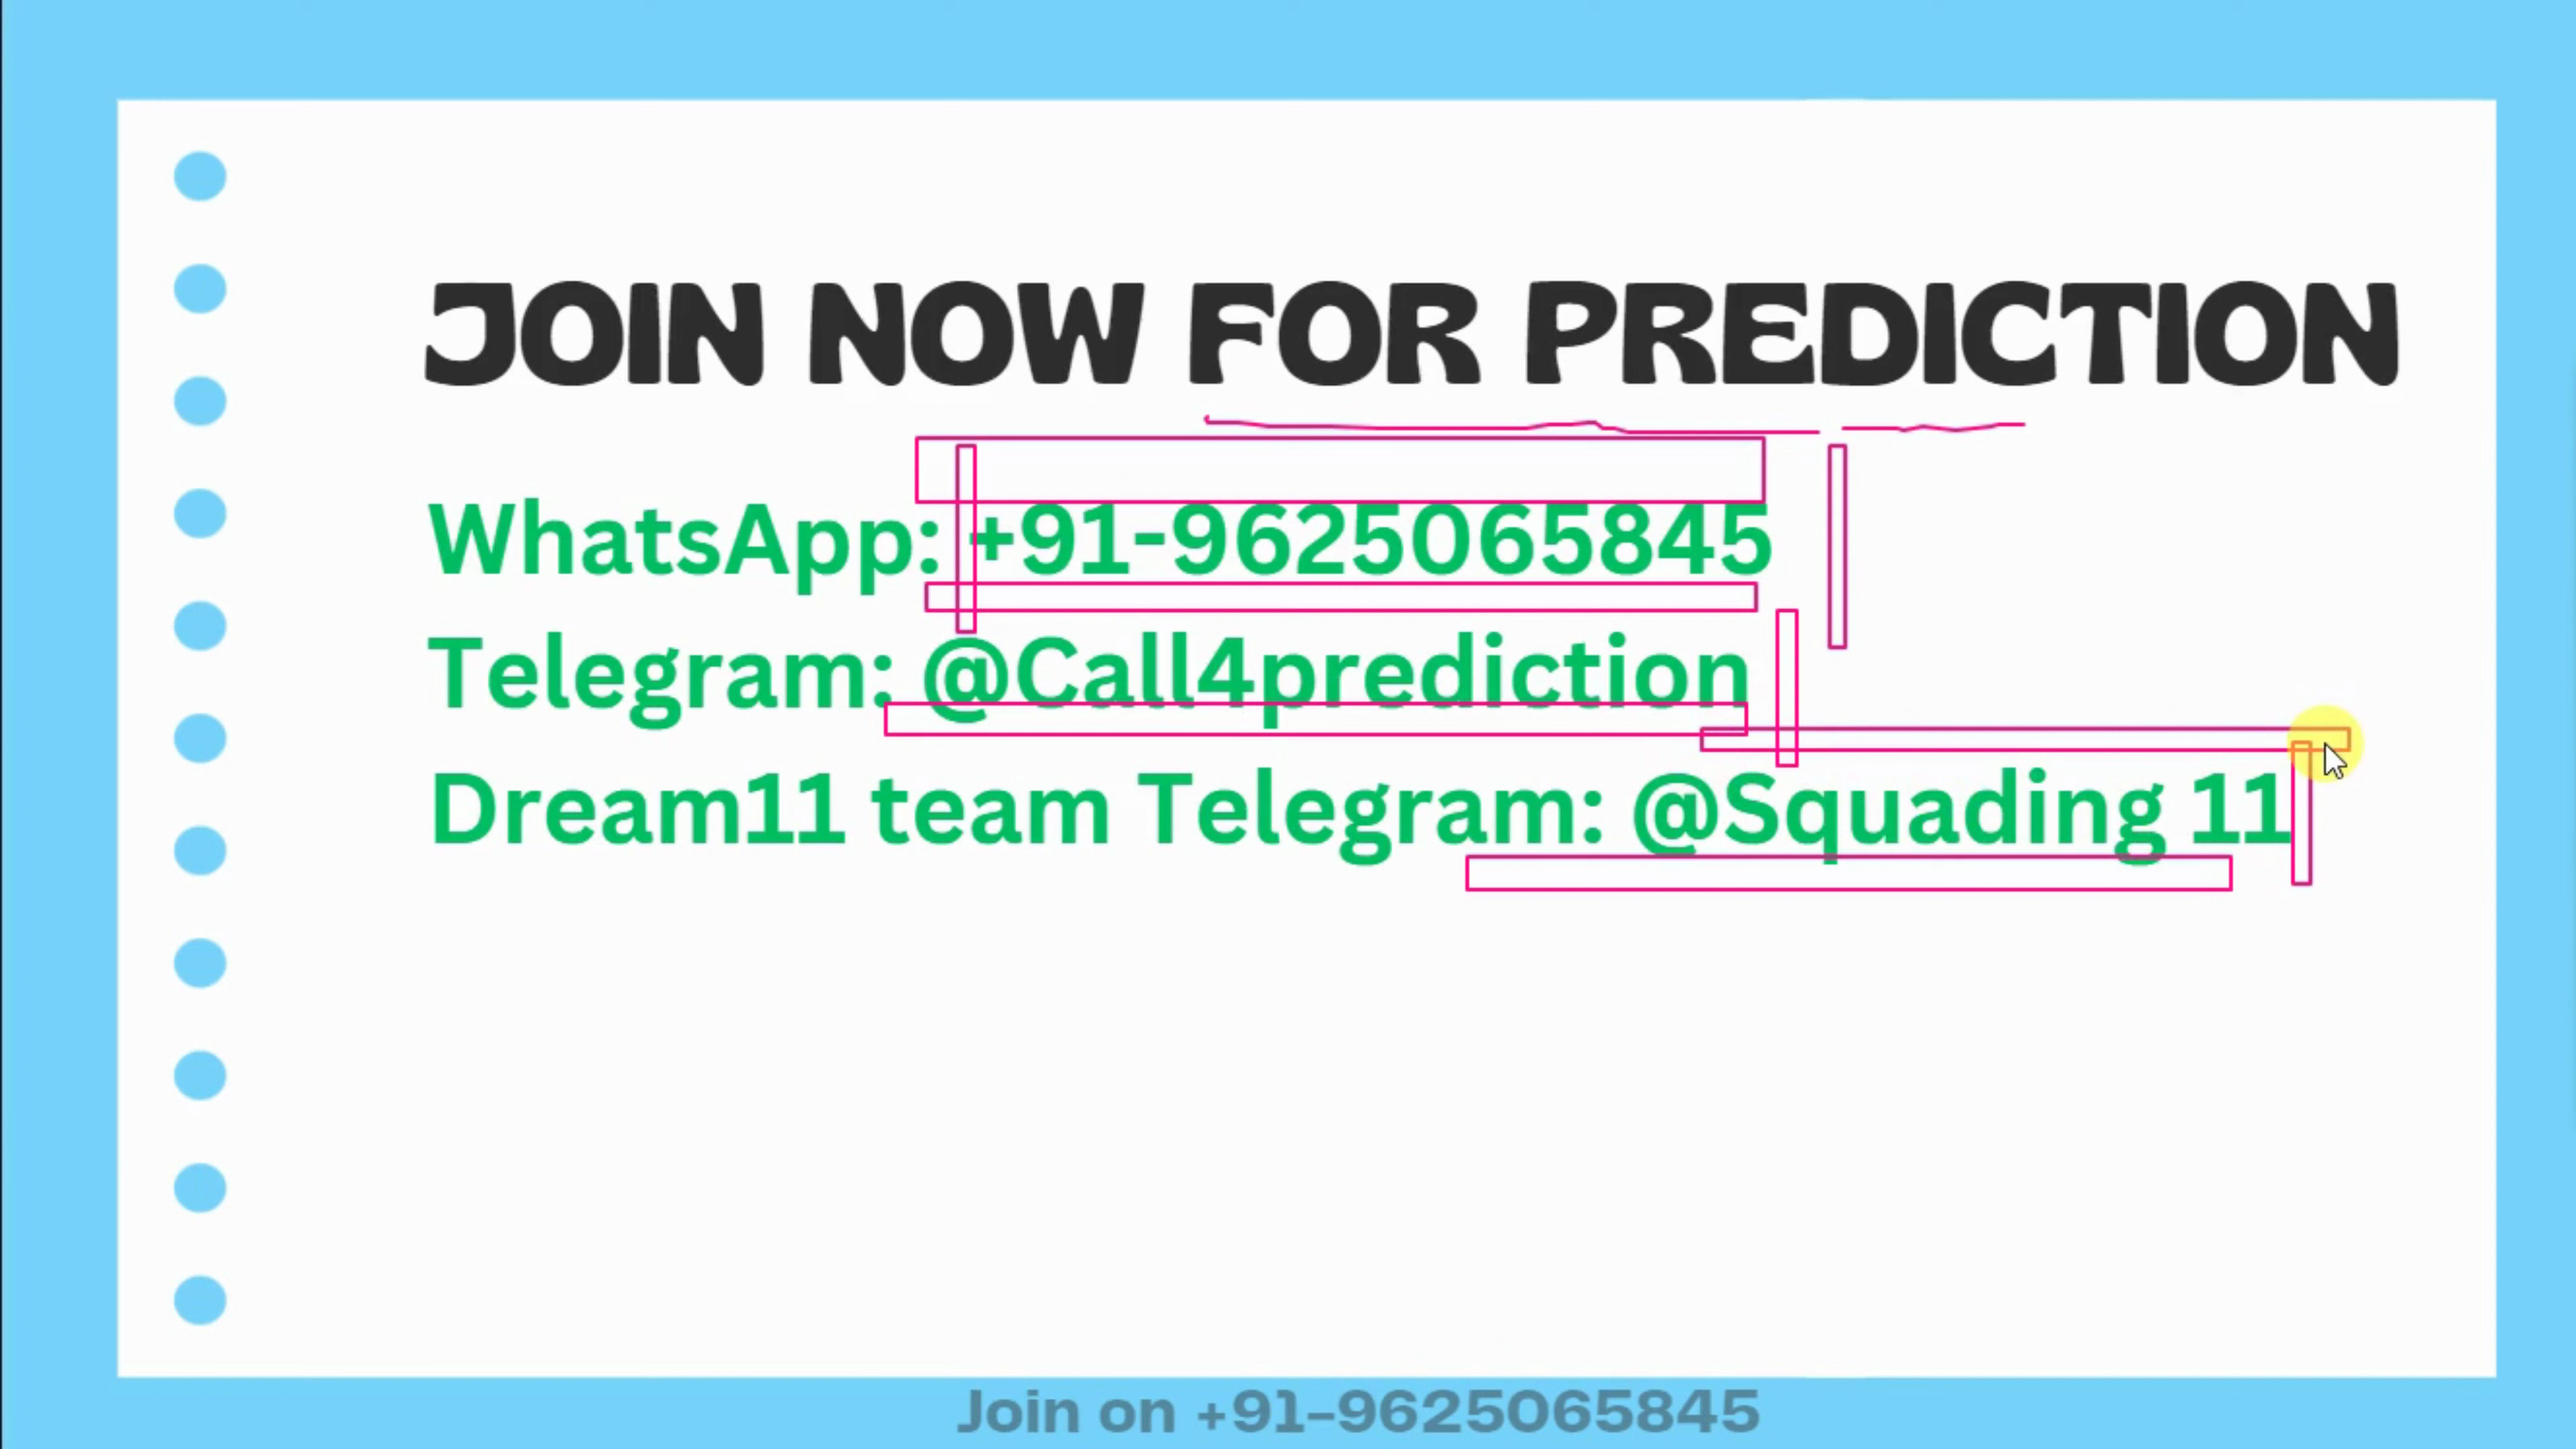 JOIN NOW FOR PREDICTION
WhatsApp: +91-9625065845
Telegram: @Call4prediction
Dream11 team Telegram: @Squading 11
Join on +91-9625065845